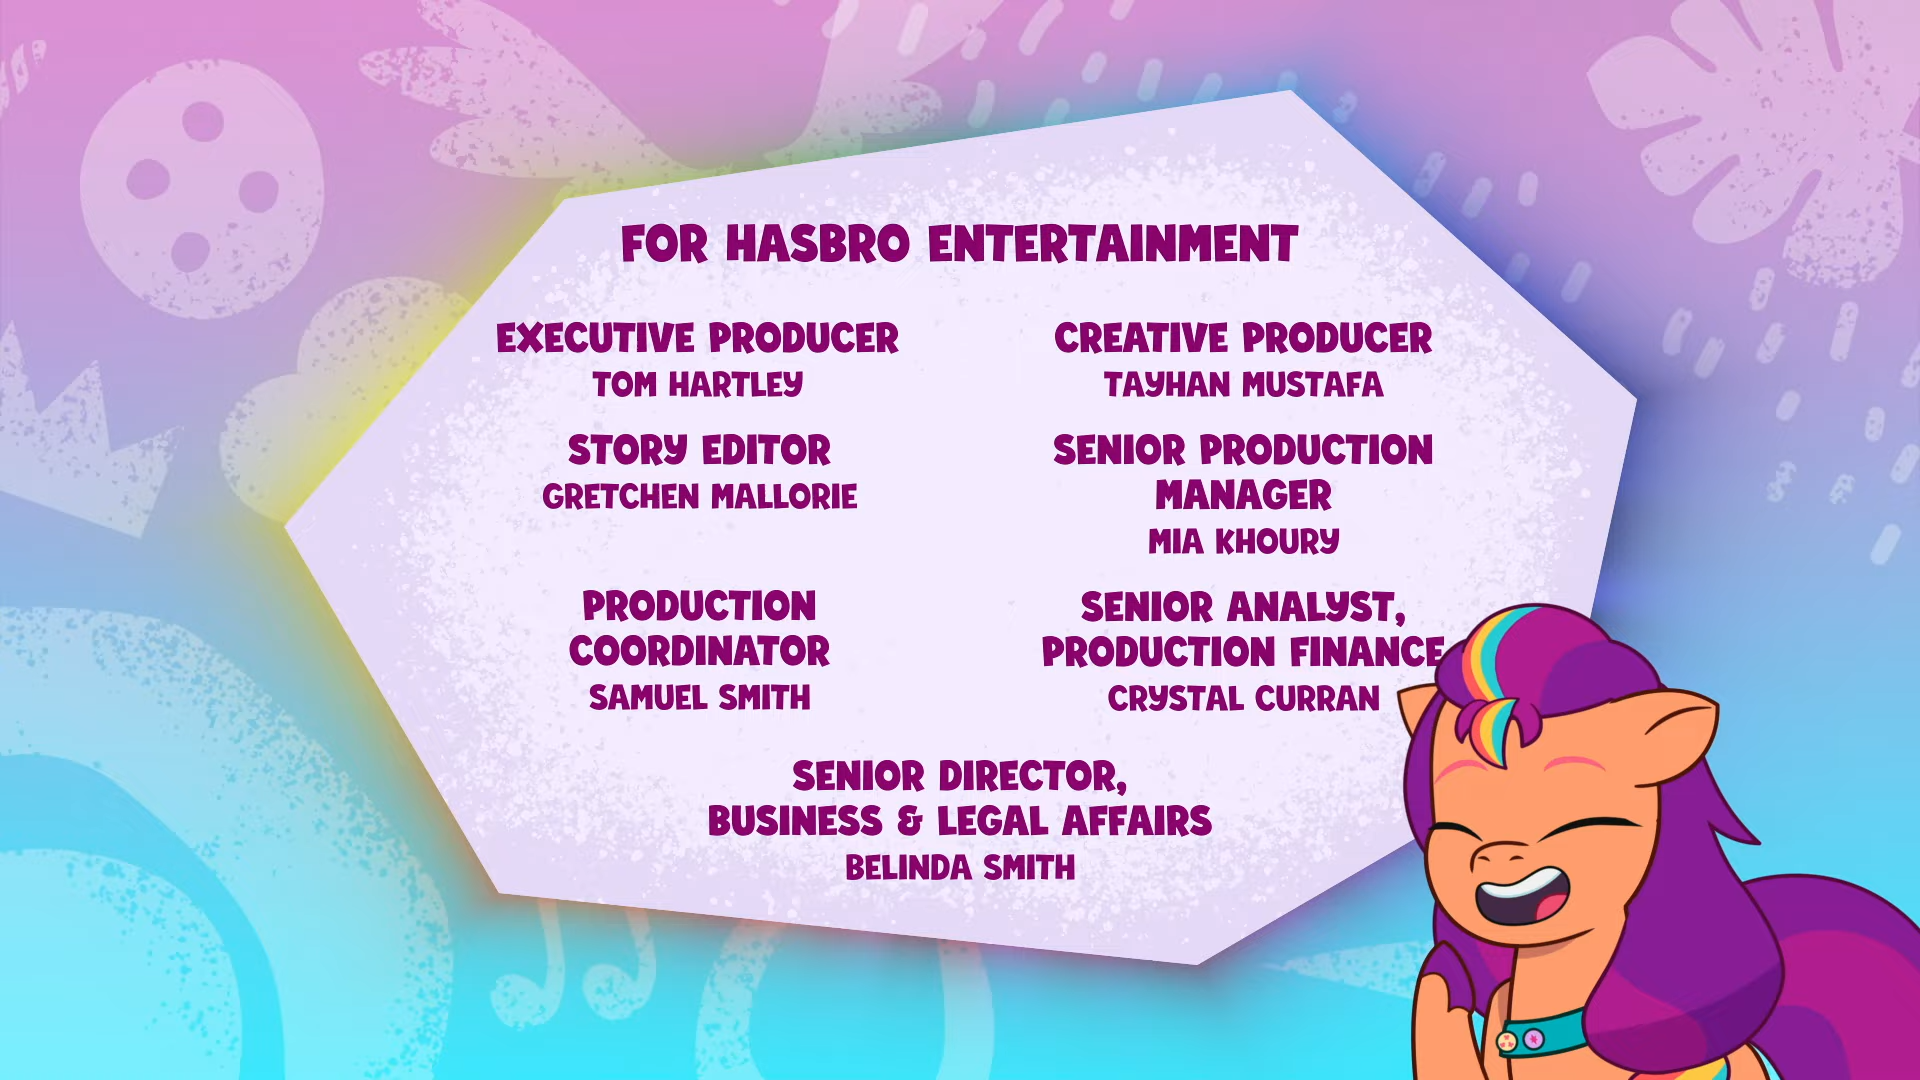 FOR HASBRO ENTERTAINMENT
EXECUTIVE PRODUCER
TOM HARTLEY
CREATIVE PRODUCER
TAYHAN MUSTAFA
STORY EDITOR
GRETCHEN MALLORIE
SENIOR PRODUCTION
MANAGER
MIA KHOURY
PRODUCTION
COORDINATOR
SAMUEL SMITH
SENIOR ANALYST,
PRODUCTION FINANCE
CRYSTAL CURRAN
SENIOR DIRECTOR,
BUSINESS & LEGAL AFFAIRS
BELINDA SMITH